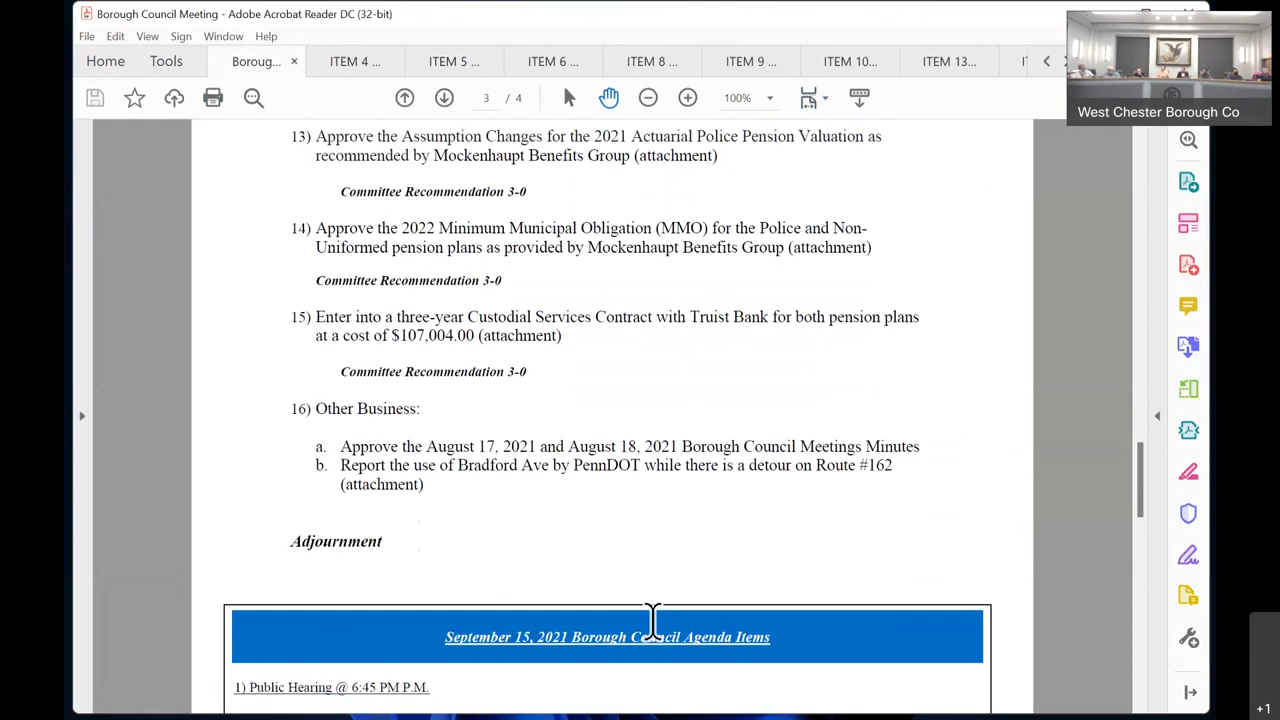 Borough Council Meeting - Adobe Acrobat Reader DC (32-bit)
File Edit View Sign Window Help
Home Tools Boroug... × ITEM 4 ... ITEM 5 ... ITEM 6 ... ITEM 8 ... ITEM 9 ... ITEM 10... ITEM 13...
3 / 4 100%
West Chester Borough Co
13) Approve the Assumption Changes for the 2021 Actuarial Police Pension Valuation as
recommended by Mockenhaupt Benefits Group (attachment)
Committee Recommendation 3-0
14) Approve the 2022 Minimum Municipal Obligation (MMO) for the Police and Non-
Uniformed pension plans as provided by Mockenhaupt Benefits Group (attachment)
Committee Recommendation 3-0
15) Enter into a three-year Custodial Services Contract with Truist Bank for both pension plans
at a cost of $107,004.00 (attachment)
Committee Recommendation 3-0
16) Other Business:
a. Approve the August 17, 2021 and August 18, 2021 Borough Council Meetings Minutes
b. Report the use of Bradford Ave by PennDOT while there is a detour on Route #162
(attachment)
Adjournment
September 15, 2021 Borough Council Agenda Items
1) Public Hearing @ 6:45 PM P.M.
+1